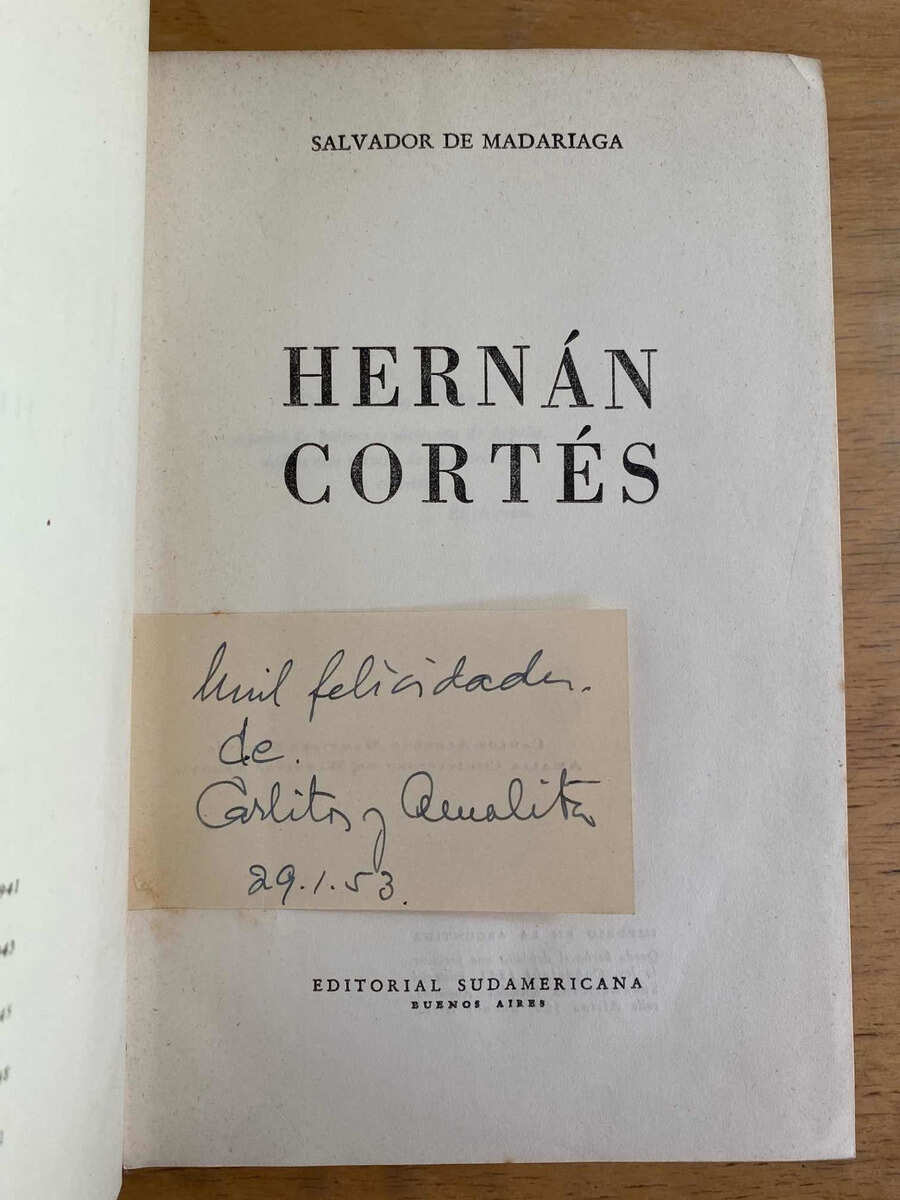 SALVADOR DE MADARIAGA
HERNÁN
CORTÉS
Mil felicidades.
de.
Carlitos y Amalita
29.1.53.
EDITORIAL SUDAMERICANA
BUENOS AIRES